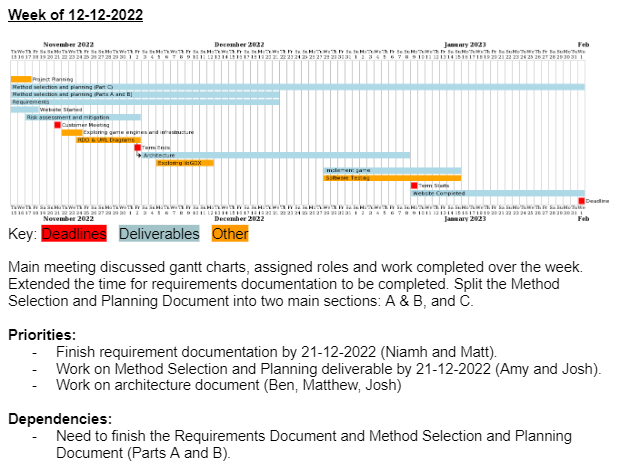 Week of 12-12-2022
November 2022 December 2022 January 2023 Feb
Project Planning
Method selection and planning (Part C)
Method selection and planning (Parts A and B)
Requirements
Website Started
Risk assessment and mitigation
Customer Meeting
Exploring game engines and infrastructure
RDD & UML Diagrams
Term Ends
Architecture
Exploring libGDX
Implement game
Software Testing
Term Starts
Website Completed
Deadline
November 2022 December 2022 January 2023 Feb
Key: Deadlines Deliverables Other
Main meeting discussed gantt charts, assigned roles and work completed over the week.
Extended the time for requirements documentation to be completed. Split the Method
Selection and Planning Document into two main sections: A & B, and C.
Priorities:
- Finish requirement documentation by 21-12-2022 (Niamh and Matt).
- Work on Method Selection and Planning deliverable by 21-12-2022 (Amy and Josh).
- Work on architecture document (Ben, Matthew, Josh)
Dependencies:
- Need to finish the Requirements Document and Method Selection and Planning
Document (Parts A and B).